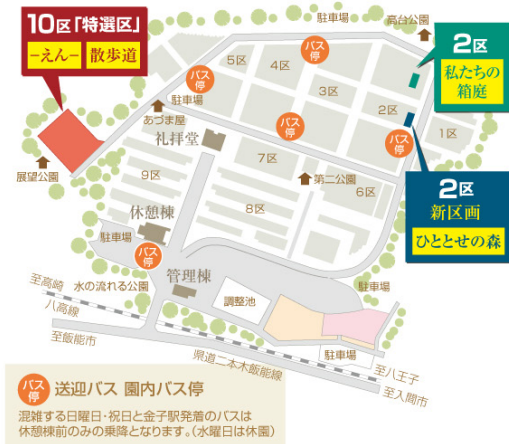 10区「特選区」
-えん- 散歩道
駐車場
高台公園
バス停
2区
私たちの
箱庭
5区
4区
3区
2区
1区
バス停
駐車場
あづま屋
バス停
バス停
礼拝堂
展望公園
7区
第二公園
6区
9区
8区
2区
新区画
ひととせの森
休憩棟
駐車場
バス停
管理棟
水の流れる公園
調整池
駐車場
至高崎
八高線
至飯能市
県道二本木飯能線
駐車場
至八王子
至入間市
バス停 送迎バス 園内バス停
混雑する日曜日・祝日と金子駅発着のバスは
休憩棟前のみの乗降となります。(水曜日は休園)